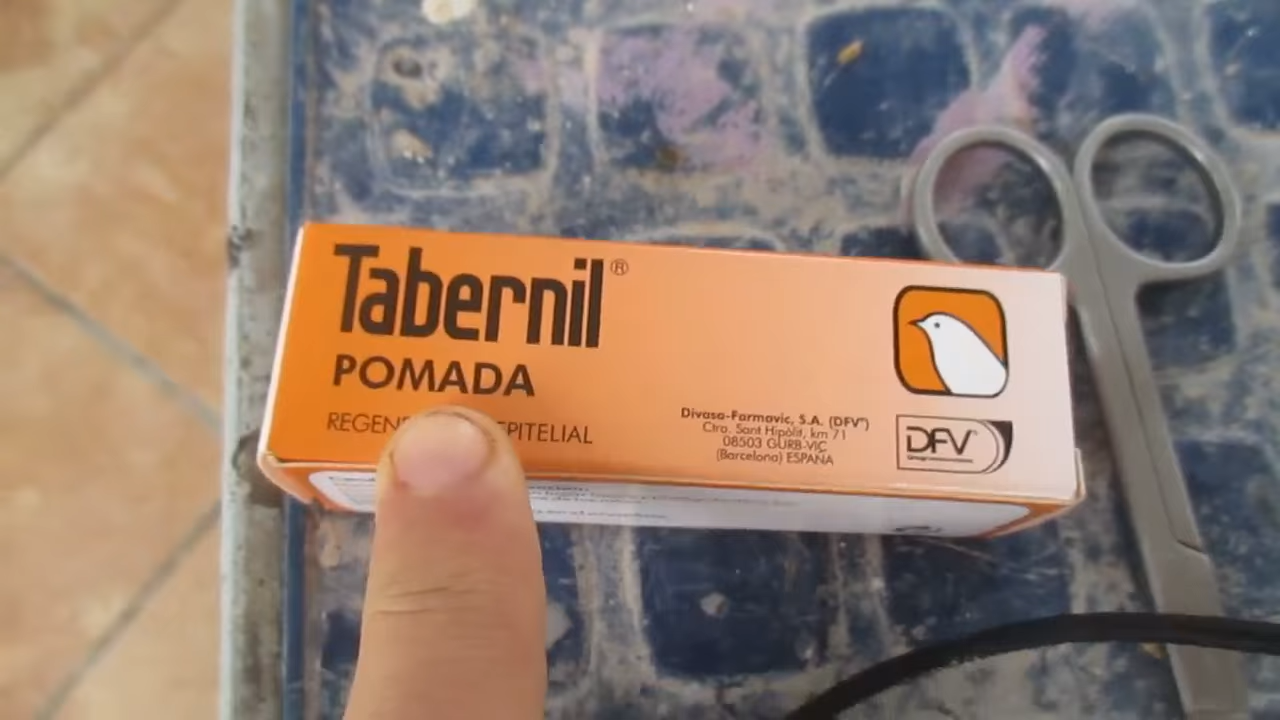 Tabernil®
POMADA
REGEN EPITELIAL
Divasa-Farmavic, S.A. (DFV®)
Ctra. Sant Hipòlit, km 71
08503 GURB-VIC
(Barcelona) ESPAÑA
DFV®